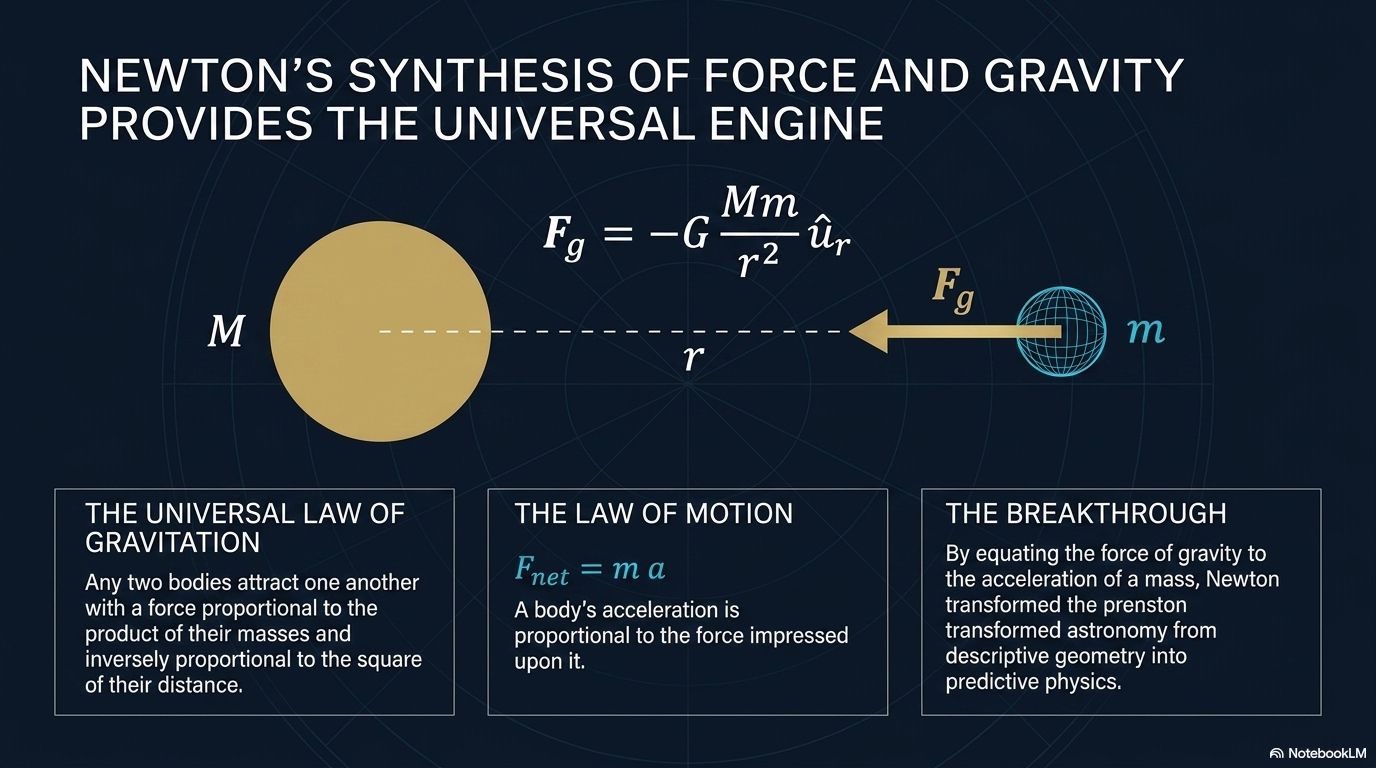 NEWTON’S SYNTHESIS OF FORCE AND GRAVITY
PROVIDES THE UNIVERSAL ENGINE
F_g = −G Mm/r² û_r
M
r
F_g
m
THE UNIVERSAL LAW OF
GRAVITATION
Any two bodies attract one another
with a force proportional to the
product of their masses and
inversely proportional to the square
of their distance.
THE LAW OF MOTION
F_net = m a
A body’s acceleration is
proportional to the force impressed
upon it.
THE BREAKTHROUGH
By equating the force of gravity to
the acceleration of a mass, Newton
transformed the prenston
transformed astronomy from
descriptive geometry into
predictive physics.
NotebookLM